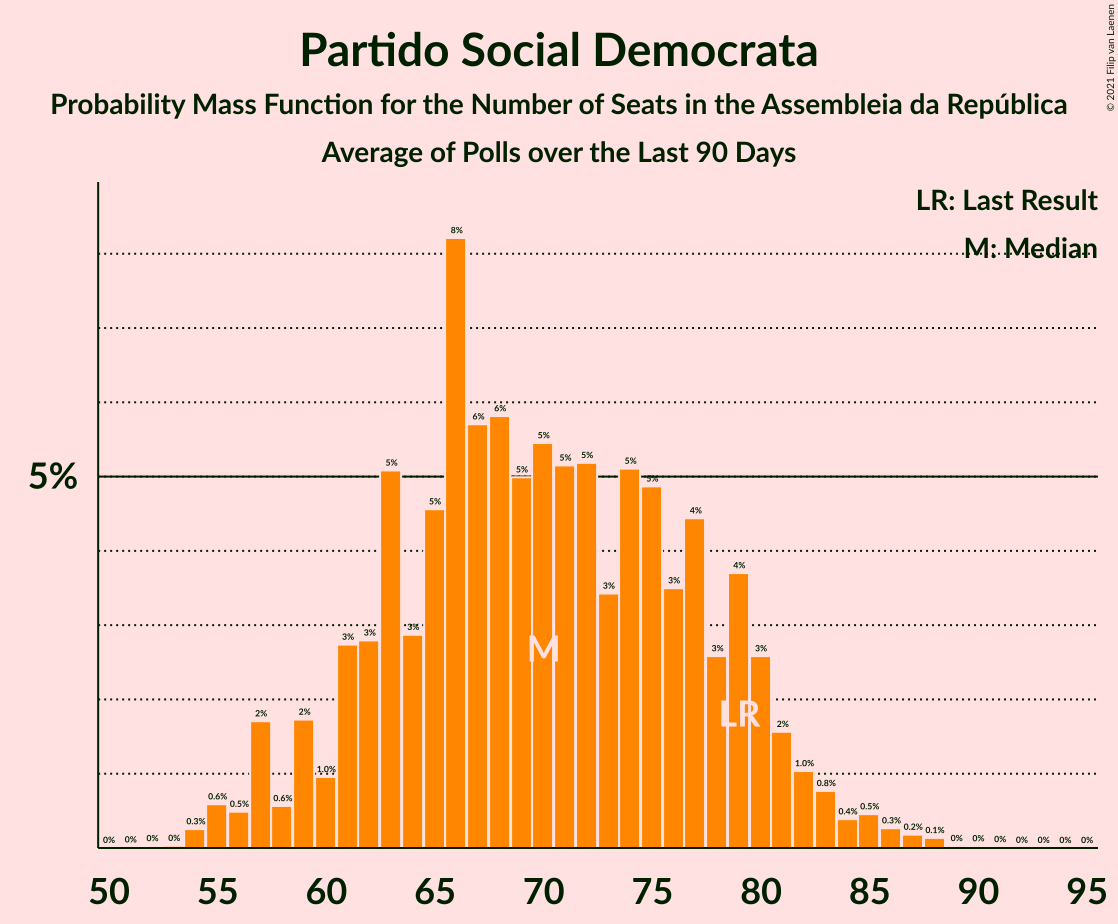 Partido Social Democrata
Probability Mass Function for the Number of Seats in the Assembleia da República
Average of Polls over the Last 90 Days
© 2021 Filip van Laenen
LR: Last Result
M: Median
5%
0% 0% 0% 0% 0.3% 0.6% 0.5% 2% 0.6% 2% 1.0% 3% 3% 5% 3% 5% 8% 6% 6% 5% 5% 5% 5% 3% 5% 5% 3% 4% 3% 4% 3% 2% 1.0% 0.8% 0.4% 0.5% 0.3% 0.2% 0.1% 0% 0% 0% 0% 0% 0% 0%
M
LR
50 55 60 65 70 75 80 85 90 95